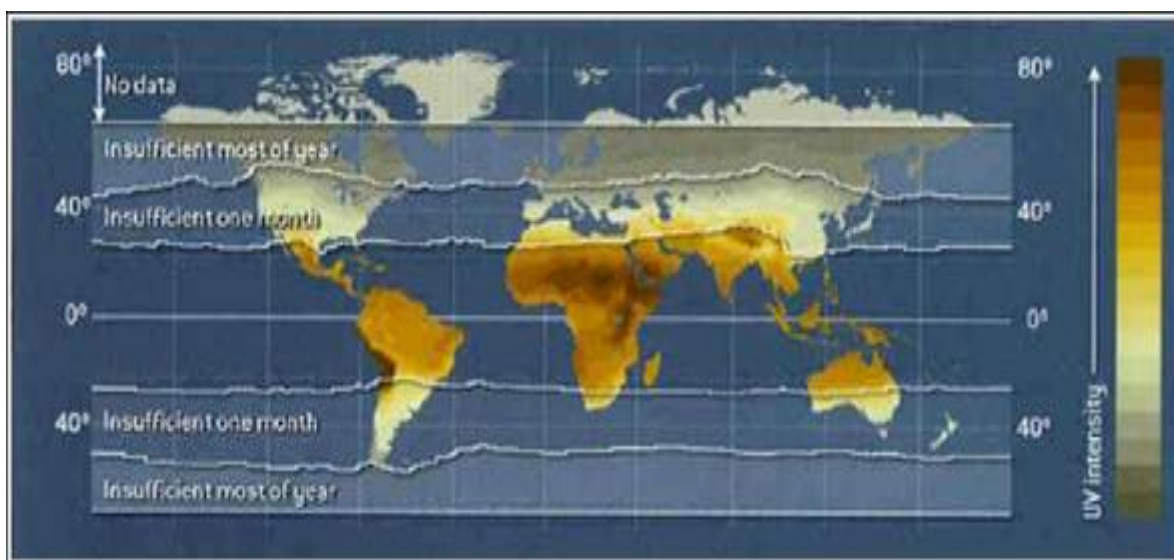 80°
No data
80°
Insufficient most of year
40°
Insufficient one month
40°
0°
0°
40°
Insufficient one month
40°
Insufficient most of year
UV intensity